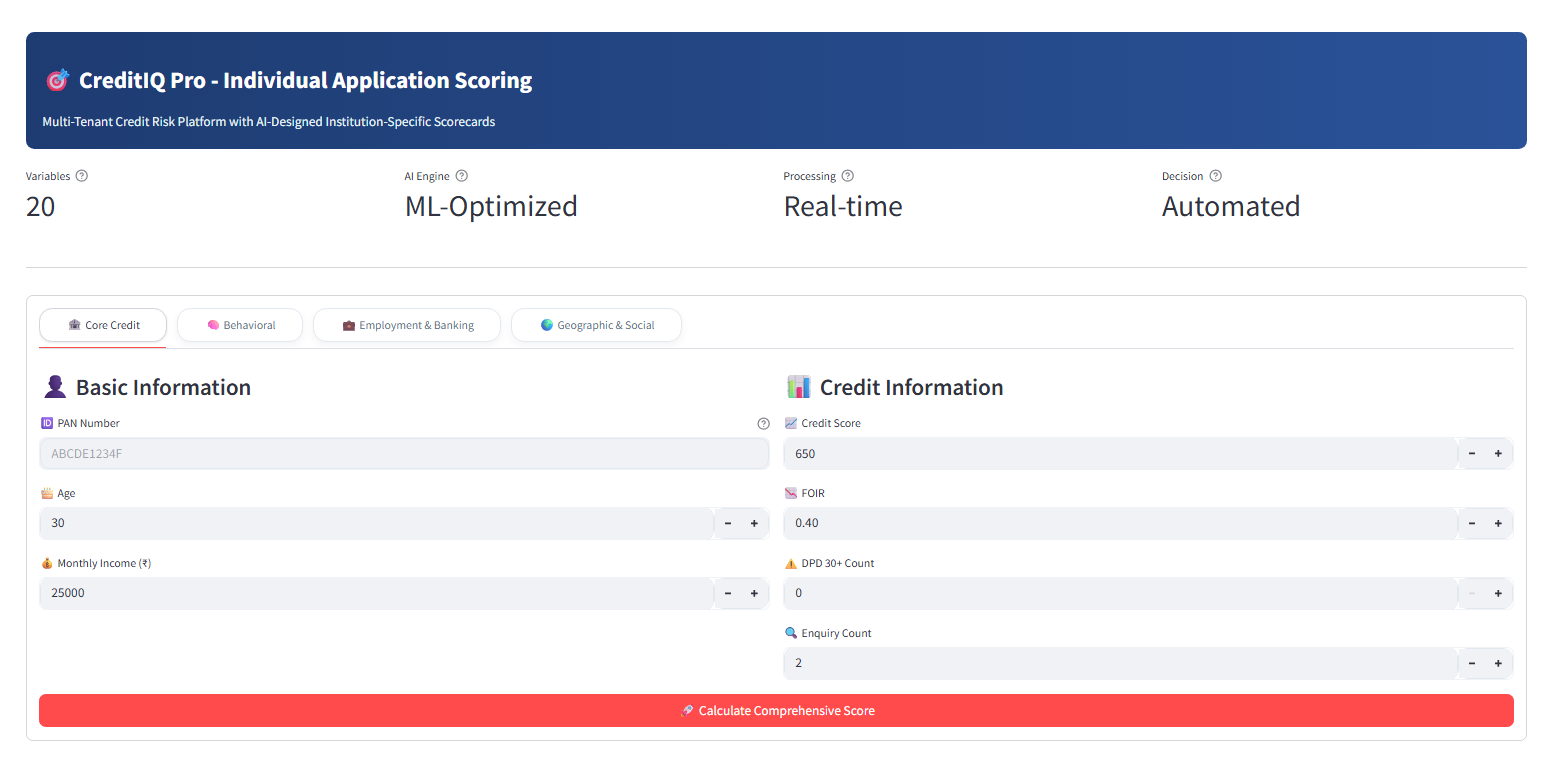 CreditIQ Pro - Individual Application Scoring
Multi-Tenant Credit Risk Platform with AI-Designed Institution-Specific Scorecards
Variables
20
AI Engine
ML-Optimized
Processing
Real-time
Decision
Automated
Core Credit
Behavioral
Employment & Banking
Geographic & Social
Basic Information
ID PAN Number
ABCDE1234F
Age
30
Monthly Income (₹)
25000
Credit Information
Credit Score
650
FOIR
0.40
DPD 30+ Count
0
Enquiry Count
2
Calculate Comprehensive Score